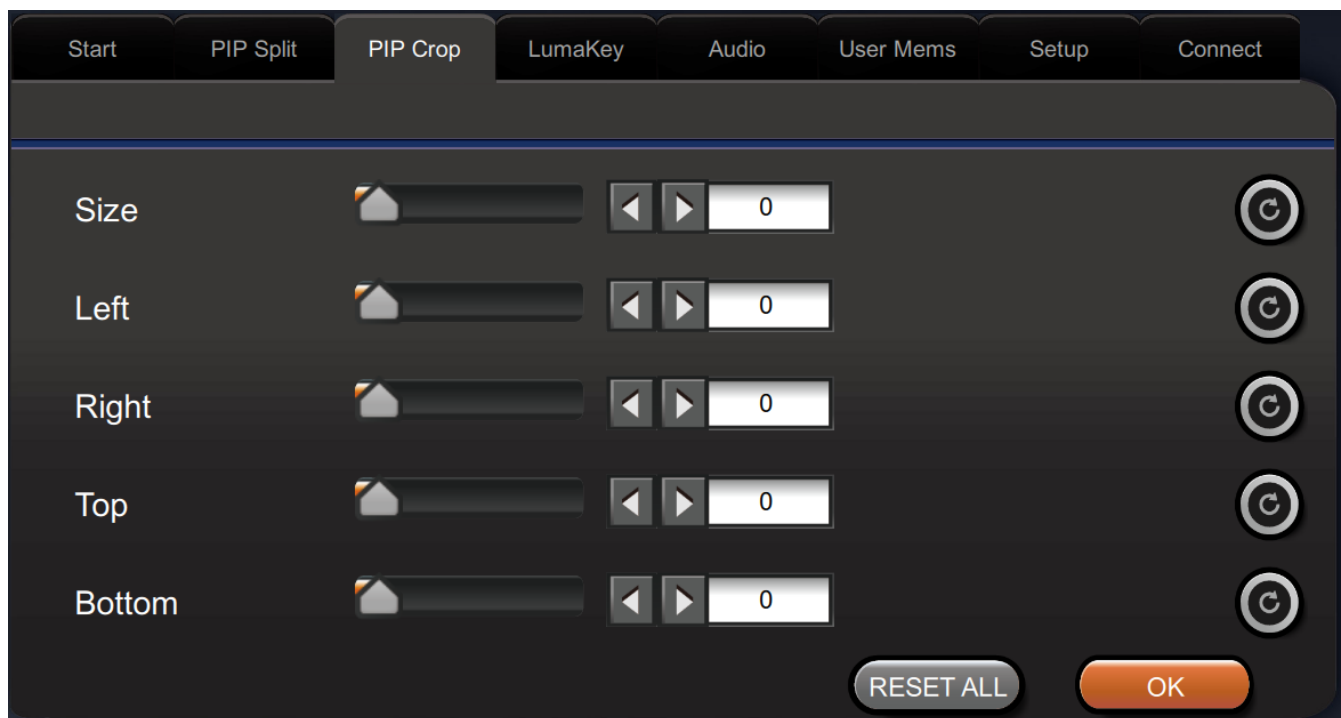 Start PIP Split PIP Crop LumaKey Audio User Mems Setup Connect
Size 0
Left 0
Right 0
Top 0
Bottom 0
RESET ALL OK